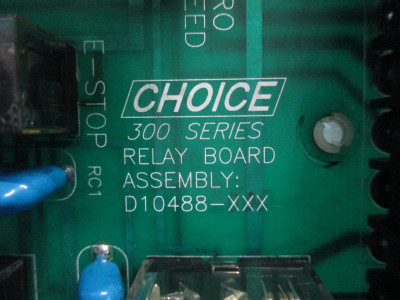 RO
EED
E-STOP
RC1
CHOICE
300 SERIES
RELAY BOARD
ASSEMBLY:
D10488-XXX